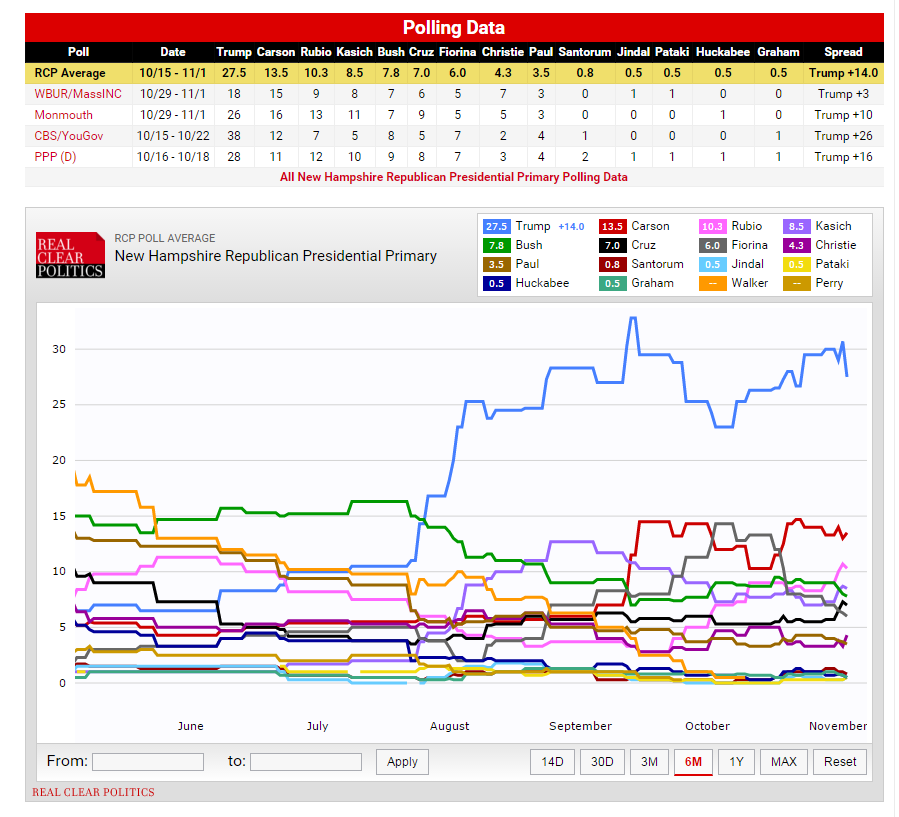 Polling Data
Poll Date Trump Carson Rubio Kasich Bush Cruz Fiorina Christie Paul Santorum Jindal Pataki Huckabee Graham Spread
RCP Average 10/15 - 11/1 27.5 13.5 10.3 8.5 7.8 7.0 6.0 4.3 3.5 0.8 0.5 0.5 0.5 0.5 Trump +14.0
WBUR/MassINC 10/29 - 11/1 18 15 9 8 7 6 5 7 3 0 1 1 0 0 Trump +3
Monmouth 10/29 - 11/1 26 16 13 11 7 9 5 5 3 0 0 0 1 0 Trump +10
CBS/YouGov 10/15 - 10/22 38 12 7 5 8 5 7 2 4 1 0 0 0 1 Trump +26
PPP (D) 10/16 - 10/18 28 11 12 10 9 8 7 3 4 2 1 1 1 1 Trump +16
All New Hampshire Republican Presidential Primary Polling Data
REAL
CLEAR
POLITICS
RCP POLL AVERAGE
New Hampshire Republican Presidential Primary
27.5 Trump +14.0 13.5 Carson 10.3 Rubio 8.5 Kasich
7.8 Bush 7.0 Cruz 6.0 Fiorina 4.3 Christie
3.5 Paul 0.8 Santorum 0.5 Jindal 0.5 Pataki
0.5 Huckabee 0.5 Graham -- Walker -- Perry
30
25
20
15
10
5
0
June July August September October November
From: to: Apply 14D 30D 3M 6M 1Y MAX Reset
REAL CLEAR POLITICS